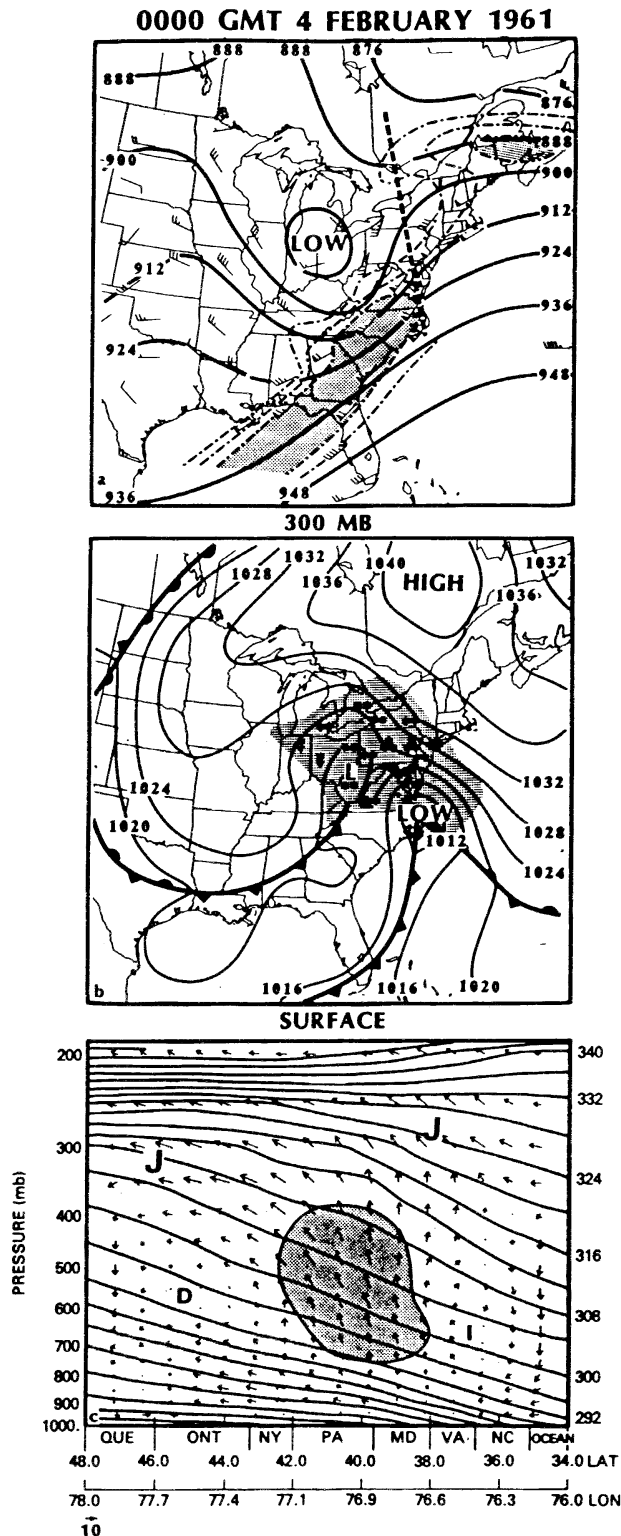 0000 GMT 4 FEBRUARY 1961
888 888 876
876
888
900 900
LOW 912
912 924
936
924
948
a
936 948
300 MB
1032 1040 1032
1028 1036 HIGH 1036
L 1032
1024 LOW
1020 1012 1028
1024
b 1016 1016 1020
SURFACE
200 340
332
J
300 J 324
400
316
500
D
600 308
I
700
800 300
900
c 292
1000.
PRESSURE (mb)
QUE ONT NY PA MD VA NC OCEAN
48.0 46.0 44.0 42.0 40.0 38.0 36.0 34.0 LAT
78.0 77.7 77.4 77.1 76.9 76.6 76.3 76.0 LON
10